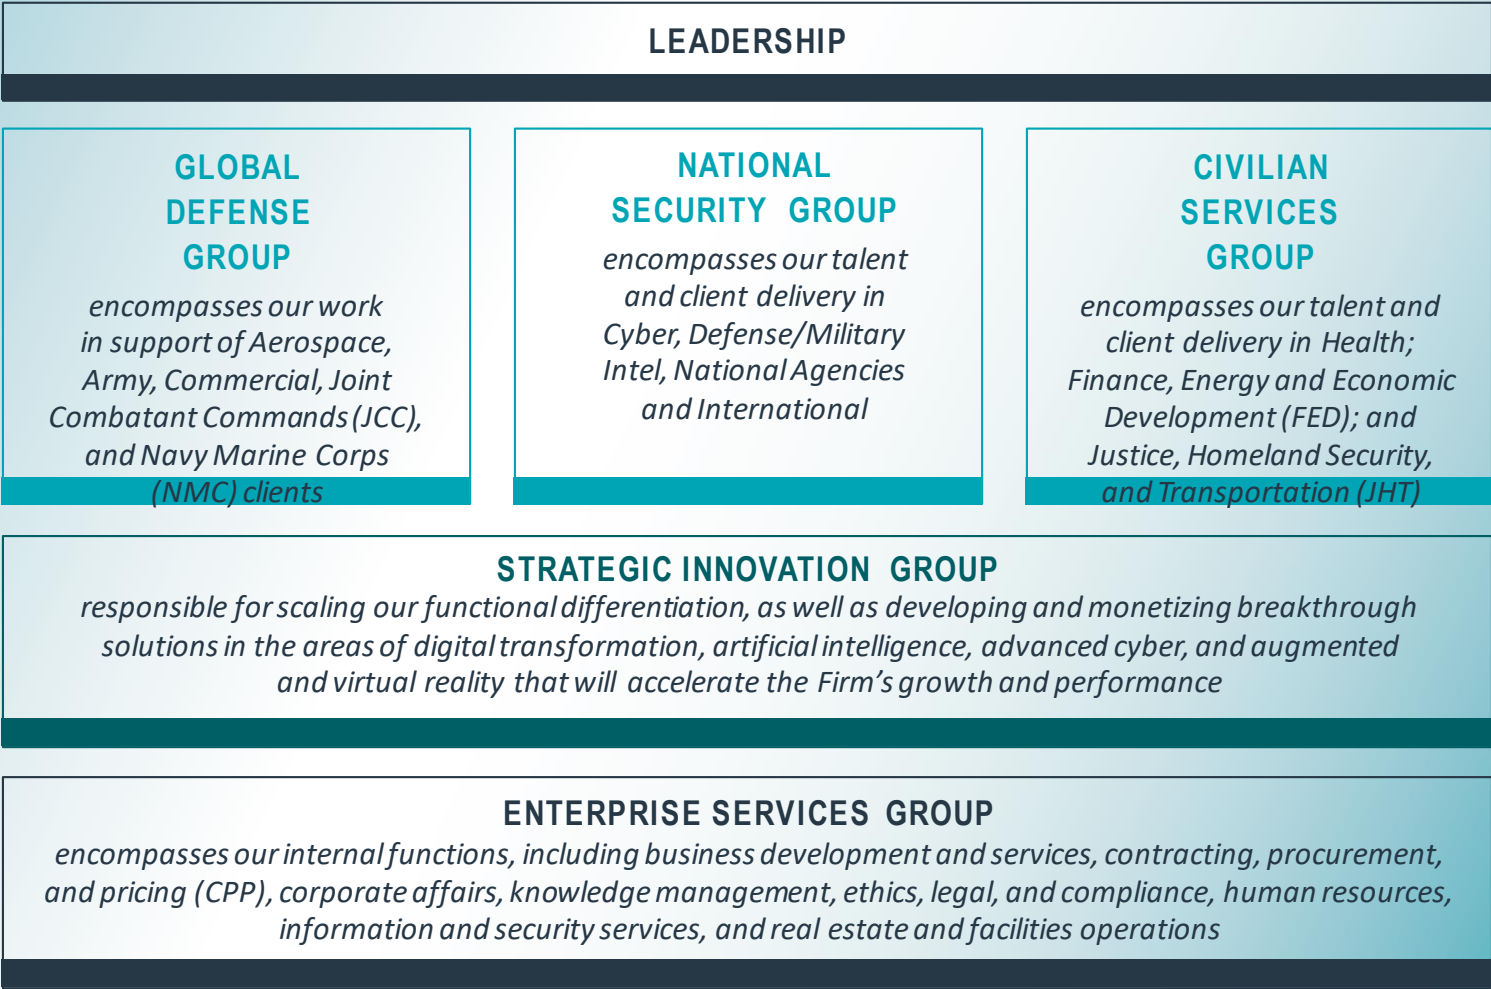 LEADERSHIP
GLOBAL
DEFENSE
GROUP
encompasses our work
in support of Aerospace,
Army, Commercial, Joint
Combatant Commands (JCC),
and Navy Marine Corps
(NMC) clients
NATIONAL
SECURITY GROUP
encompasses our talent
and client delivery in
Cyber, Defense/Military
Intel, National Agencies
and International
CIVILIAN
SERVICES
GROUP
encompasses our talent and
client delivery in Health;
Finance, Energy and Economic
Development (FED); and
Justice, Homeland Security,
and Transportation (JHT)
STRATEGIC INNOVATION GROUP
responsible for scaling our functional differentiation, as well as developing and monetizing breakthrough
solutions in the areas of digital transformation, artificial intelligence, advanced cyber, and augmented
and virtual reality that will accelerate the Firm’s growth and performance
ENTERPRISE SERVICES GROUP
encompasses our internal functions, including business development and services, contracting, procurement,
and pricing (CPP), corporate affairs, knowledge management, ethics, legal, and compliance, human resources,
information and security services, and real estate and facilities operations